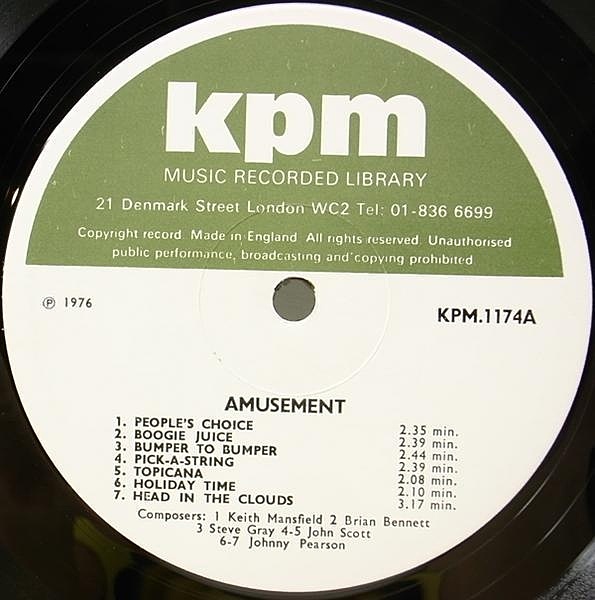 kpm
MUSIC RECORDED LIBRARY
21 Denmark Street London WC2 Tel: 01-836 6699
Copyright record. Made in England. All rights reserved. Unauthorised
public performance, broadcasting and copying prohibited
℗ 1976
KPM.1174A
AMUSEMENT
1. PEOPLE'S CHOICE 2.35 min.
2. BOOGIE JUICE 2.39 min.
3. BUMPER TO BUMPER 2.44 min.
4. PICK-A-STRING 2.39 min.
5. TOPICANA 2.08 min.
6. HOLIDAY TIME 2.10 min.
7. HEAD IN THE CLOUDS 3.17 min.
Composers: 1 Keith Mansfield 2 Brian Bennett
3 Steve Gray 4-5 John Scott
6-7 Johnny Pearson